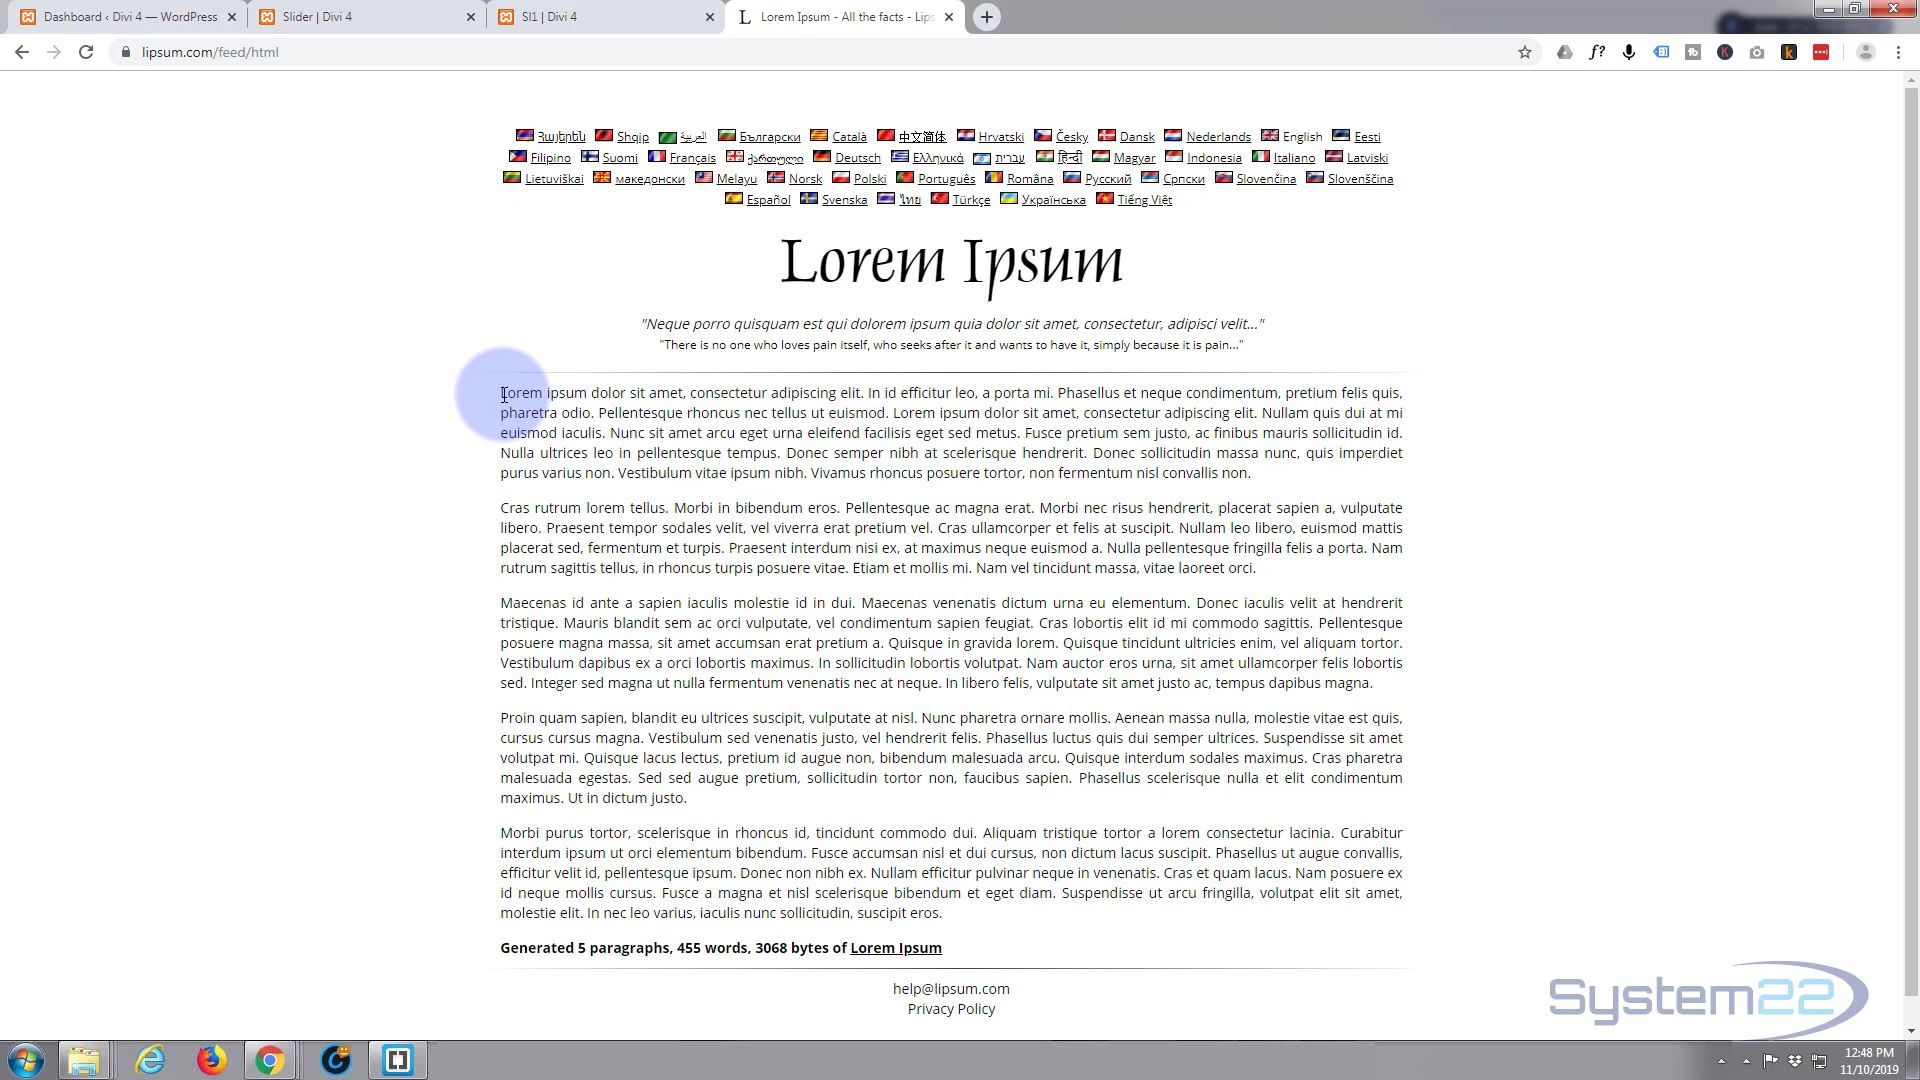 Dashboard ‹ Divi 4 — WordPress
Slider | Divi 4
Sl1 | Divi 4
Lorem Ipsum - All the facts - Lips
lipsum.com/feed/html
Հայերեն Shqip العربية Български Català 中文简体 Hrvatski Česky Dansk Nederlands English Eesti
Filipino Suomi Français ქართული Deutsch Ελληνικά עברית हिन्दी Magyar Indonesia Italiano Latviski
Lietuviškai македонски Melayu Norsk Polski Português Româna Русский Српски Slovenčina Slovenščina
Español Svenska ไทย Türkçe Українська Tiếng Việt
Lorem Ipsum
"Neque porro quisquam est qui dolorem ipsum quia dolor sit amet, consectetur, adipisci velit..."
"There is no one who loves pain itself, who seeks after it and wants to have it, simply because it is pain..."
Lorem ipsum dolor sit amet, consectetur adipiscing elit. In id efficitur leo, a porta mi. Phasellus et neque condimentum, pretium felis quis,
pharetra odio. Pellentesque rhoncus nec tellus ut euismod. Lorem ipsum dolor sit amet, consectetur adipiscing elit. Nullam quis dui at mi
euismod iaculis. Nunc sit amet arcu eget urna eleifend facilisis eget sed metus. Fusce pretium sem justo, ac finibus mauris sollicitudin id.
Nulla ultrices leo in pellentesque tempus. Donec semper nibh at scelerisque hendrerit. Donec sollicitudin massa nunc, quis imperdiet
purus varius non. Vestibulum vitae ipsum nibh. Vivamus rhoncus posuere tortor, non fermentum nisl convallis non.
Cras rutrum lorem tellus. Morbi in bibendum eros. Pellentesque ac magna erat. Morbi nec risus hendrerit, placerat sapien a, vulputate
libero. Praesent tempor sodales velit, vel viverra erat pretium vel. Cras ullamcorper et felis at suscipit. Nullam leo libero, euismod mattis
placerat sed, fermentum et turpis. Praesent interdum nisi ex, at maximus neque euismod a. Nulla pellentesque fringilla felis a porta. Nam
rutrum sagittis tellus, in rhoncus turpis posuere vitae. Etiam et mollis mi. Nam vel tincidunt massa, vitae laoreet orci.
Maecenas id ante a sapien iaculis molestie id in dui. Maecenas venenatis dictum urna eu elementum. Donec iaculis velit at hendrerit
tristique. Mauris blandit sem ac orci vulputate, vel condimentum sapien feugiat. Cras lobortis elit id mi commodo sagittis. Pellentesque
posuere magna massa, sit amet accumsan erat pretium a. Quisque in gravida lorem. Quisque tincidunt ultricies enim, vel aliquam tortor.
Vestibulum dapibus ex a orci lobortis maximus. In sollicitudin lobortis volutpat. Nam auctor eros urna, sit amet ullamcorper felis lobortis
sed. Integer sed magna ut nulla fermentum venenatis nec at neque. In libero felis, vulputate sit amet justo ac, tempus dapibus magna.
Proin quam sapien, blandit eu ultrices suscipit, vulputate at nisl. Nunc pharetra ornare mollis. Aenean massa nulla, molestie vitae est quis,
cursus cursus magna. Vestibulum sed venenatis justo, vel hendrerit felis. Phasellus luctus quis dui semper ultrices. Suspendisse sit amet
volutpat mi. Quisque lacus lectus, pretium id augue non, bibendum malesuada arcu. Quisque interdum sodales maximus. Cras pharetra
malesuada egestas. Sed sed augue pretium, sollicitudin tortor non, faucibus sapien. Phasellus scelerisque nulla et elit condimentum
maximus. Ut in dictum justo.
Morbi purus tortor, scelerisque in rhoncus id, tincidunt commodo dui. Aliquam tristique tortor a lorem consectetur lacinia. Curabitur
interdum ipsum ut orci elementum bibendum. Fusce accumsan nisl et dui cursus, non dictum lacus suscipit. Phasellus ut augue convallis,
efficitur velit id, pellentesque ipsum. Donec non nibh ex. Nullam efficitur pulvinar neque in venenatis. Cras et quam lacus. Nam posuere ex
id neque mollis cursus. Fusce a magna et nisl scelerisque bibendum et eget diam. Suspendisse ut arcu fringilla, volutpat elit sit amet,
molestie elit. In nec leo varius, iaculis nunc sollicitudin, suscipit eros.
Generated 5 paragraphs, 455 words, 3068 bytes of Lorem Ipsum
help@lipsum.com
Privacy Policy
System22
12:48 PM
11/10/2019